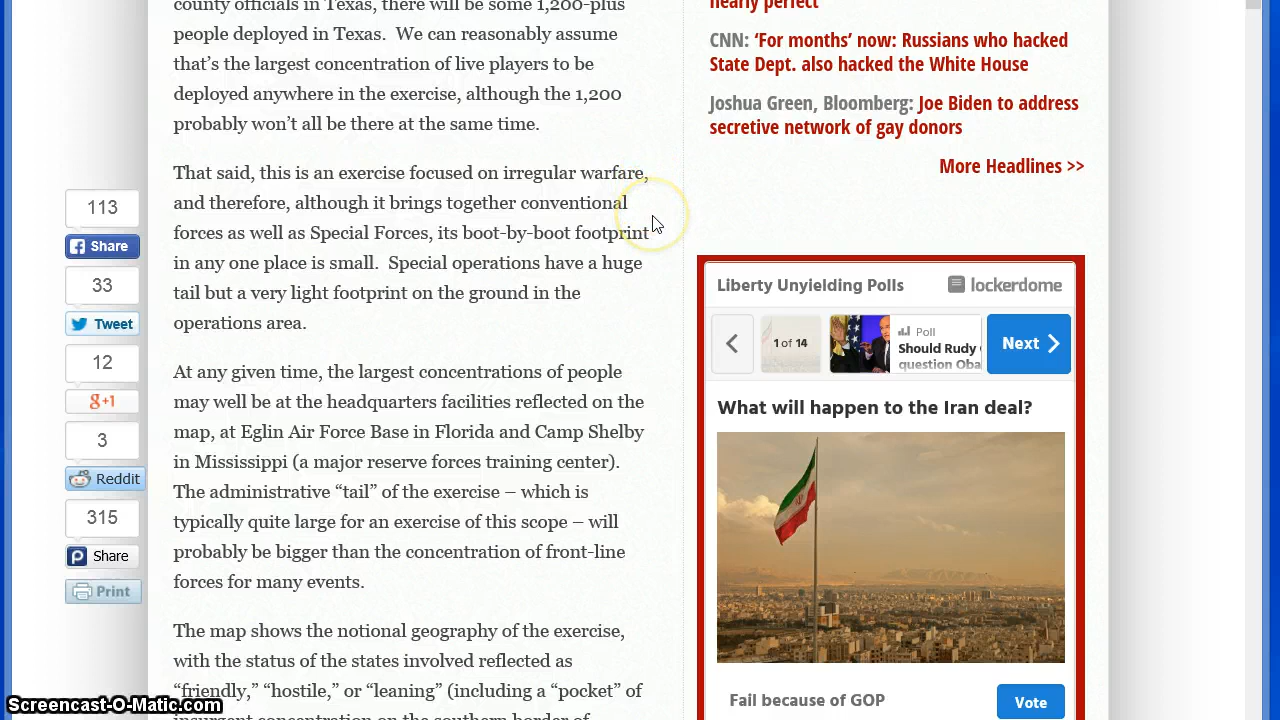 county officials in Texas, there will be some 1,200-plus
people deployed in Texas.  We can reasonably assume
that's the largest concentration of live players to be
deployed anywhere in the exercise, although the 1,200
probably won't all be there at the same time.
That said, this is an exercise focused on irregular warfare,
and therefore, although it brings together conventional
forces as well as Special Forces, its boot-by-boot footprint
in any one place is small.  Special operations have a huge
tail but a very light footprint on the ground in the
operations area.
At any given time, the largest concentrations of people
may well be at the headquarters facilities reflected on the
map, at Eglin Air Force Base in Florida and Camp Shelby
in Mississippi (a major reserve forces training center).
The administrative “tail” of the exercise – which is
typically quite large for an exercise of this scope – will
probably be bigger than the concentration of front-line
forces for many events.
The map shows the notional geography of the exercise,
with the status of the states involved reflected as
“friendly,” “hostile,” or “leaning” (including a “pocket” of
insurgent concentration on the southern border of
113
Share
33
Tweet
12
g+1
3
Reddit
315
Share
Print
nearly perfect
CNN: ‘For months’ now: Russians who hacked
State Dept. also hacked the White House
Joshua Green, Bloomberg: Joe Biden to address
secretive network of gay donors
More Headlines >>
Liberty Unyielding Polls
lockerdome
1 of 14
Poll
Should Rudy
question Oba
Next
What will happen to the Iran deal?
Fail because of GOP
Vote
Screencast-O-Matic.com